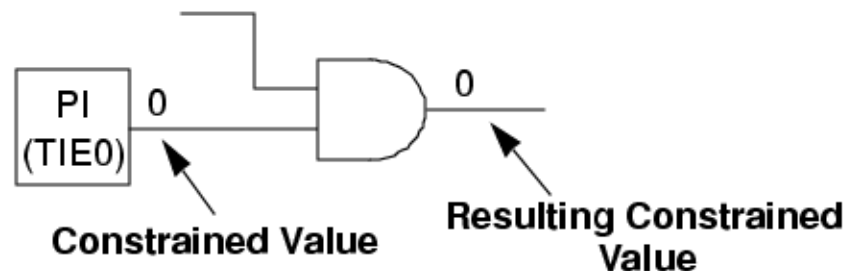 PI
(TIE0)
0
0
Constrained Value
Resulting Constrained
Value